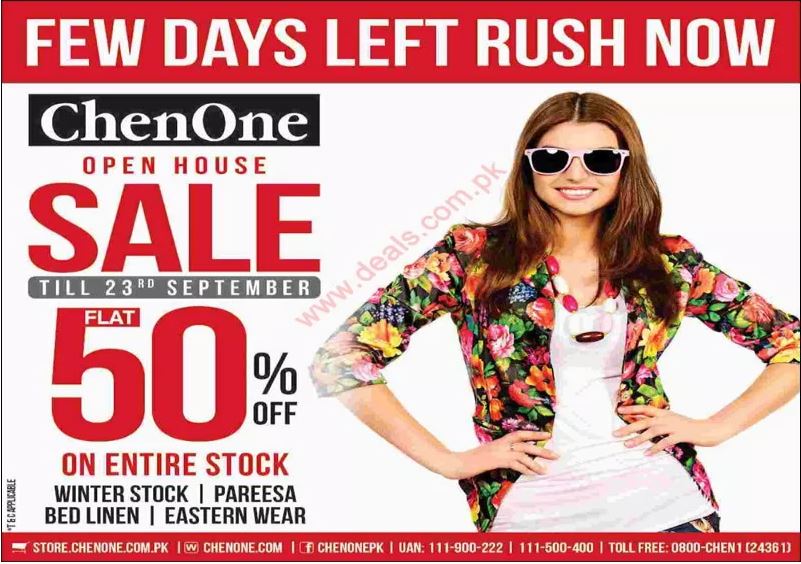 FEW DAYS LEFT RUSH NOW
ChenOne
OPEN HOUSE
SALE
TILL 23RD SEPTEMBER
FLAT
50%
OFF
ON ENTIRE STOCK
WINTER STOCK | PAREESA
BED LINEN | EASTERN WEAR
*T & C APPLICABLE
www.deals.com.pk
STORE.CHENONE.COM.PK | W CHENONE.COM | f CHENONEPK | UAN: 111-900-222 | 111-500-400 | TOLL FREE: 0800-CHEN1 (24361)